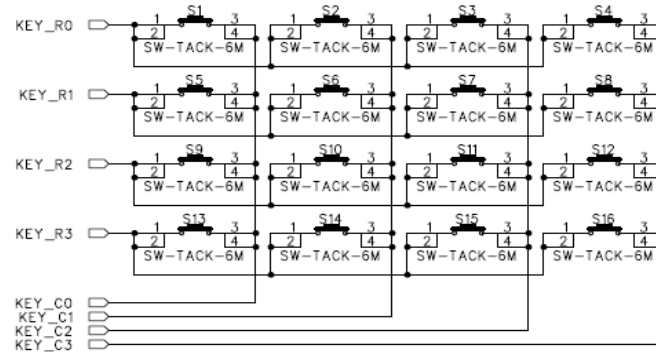 S1 S2 S3 S4
KEY_R0 1 3 1 3 1 3 1 3
2 4 2 4 2 4 2 4
SW-TACK-6M SW-TACK-6M SW-TACK-6M SW-TACK-6M
S5 S6 S7 S8
KEY_R1 1 3 1 3 1 3 1 3
2 4 2 4 2 4 2 4
SW-TACK-6M SW-TACK-6M SW-TACK-6M SW-TACK-6M
S9 S10 S11 S12
KEY_R2 1 3 1 3 1 3 1 3
2 4 2 4 2 4 2 4
SW-TACK-6M SW-TACK-6M SW-TACK-6M SW-TACK-6M
S13 S14 S15 S16
KEY_R3 1 3 1 3 1 3 1 3
2 4 2 4 2 4 2 4
SW-TACK-6M SW-TACK-6M SW-TACK-6M SW-TACK-6M
KEY_C0
KEY_C1
KEY_C2
KEY_C3